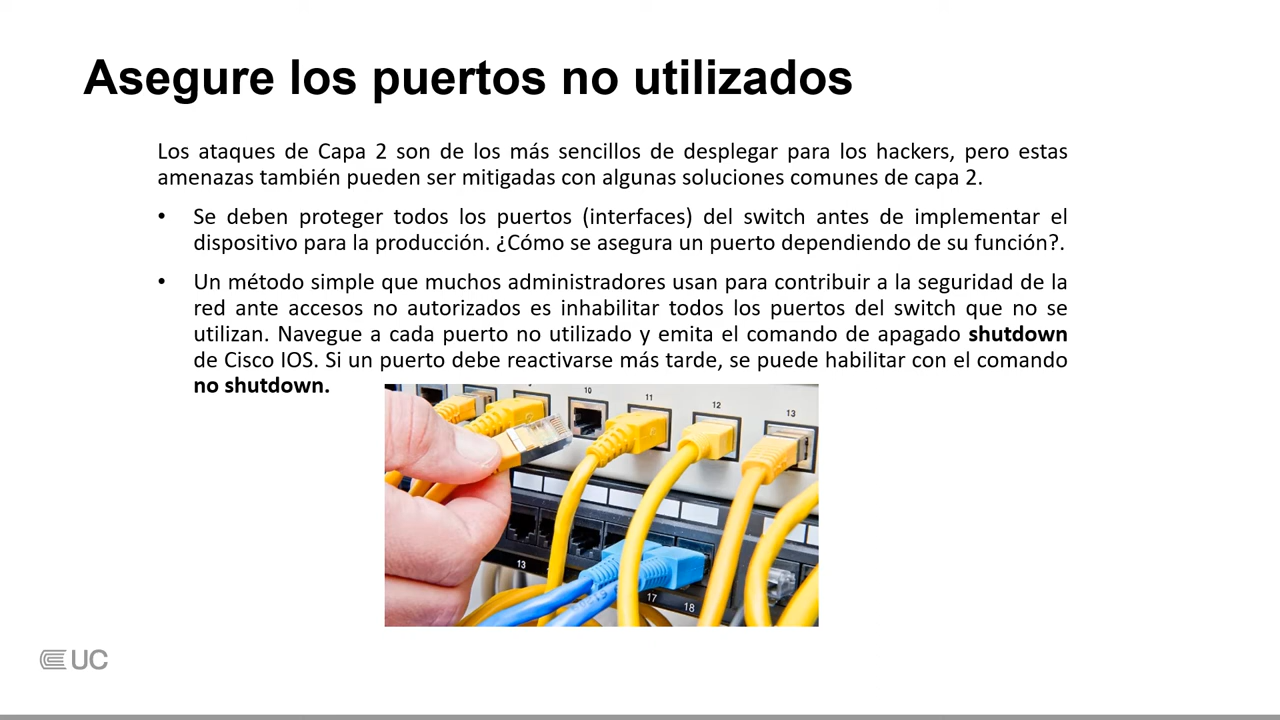 Asegure los puertos no utilizados
Los ataques de Capa 2 son de los más sencillos de desplegar para los hackers, pero estas
amenazas también pueden ser mitigadas con algunas soluciones comunes de capa 2.
• Se deben proteger todos los puertos (interfaces) del switch antes de implementar el
dispositivo para la producción. ¿Cómo se asegura un puerto dependiendo de su función?.
• Un método simple que muchos administradores usan para contribuir a la seguridad de la
red ante accesos no autorizados es inhabilitar todos los puertos del switch que no se
utilizan. Navegue a cada puerto no utilizado y emita el comando de apagado shutdown
de Cisco IOS. Si un puerto debe reactivarse más tarde, se puede habilitar con el comando
no shutdown.
10
11
12
13
13
17
18
UC